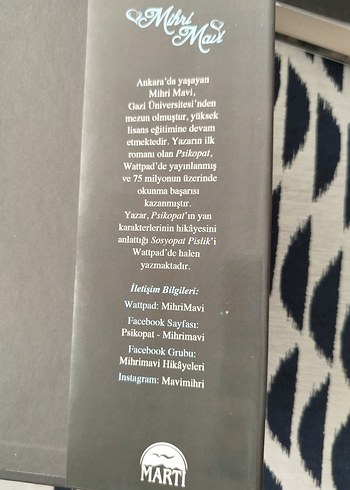 Mihri
Mavi
Ankara'da yaşayan
Mihri Mavi,
Gazi Üniversitesi'nden
mezun olmuştur, yüksek
lisans eğitimine devam
etmektedir. Yazarın ilk
romanı olan Psikopat,
Wattpad'de yayınlanmış
ve 75 milyonun üzerinde
okunma başarısı
kazanmıştır.
Yazar, Psikopat'ın yan
karakterlerinin hikâyesini
anlattığı Sosyopat Pislik'i
Wattpad'de halen
yazmaktadır.
İletişim Bilgileri:
Wattpad: MihriMavi
Facebook Sayfası:
Psikopat - Mihrimavi
Facebook Grubu:
Mihrimavi Hikâyeleri
Instagram: Mavimihri
MARTI